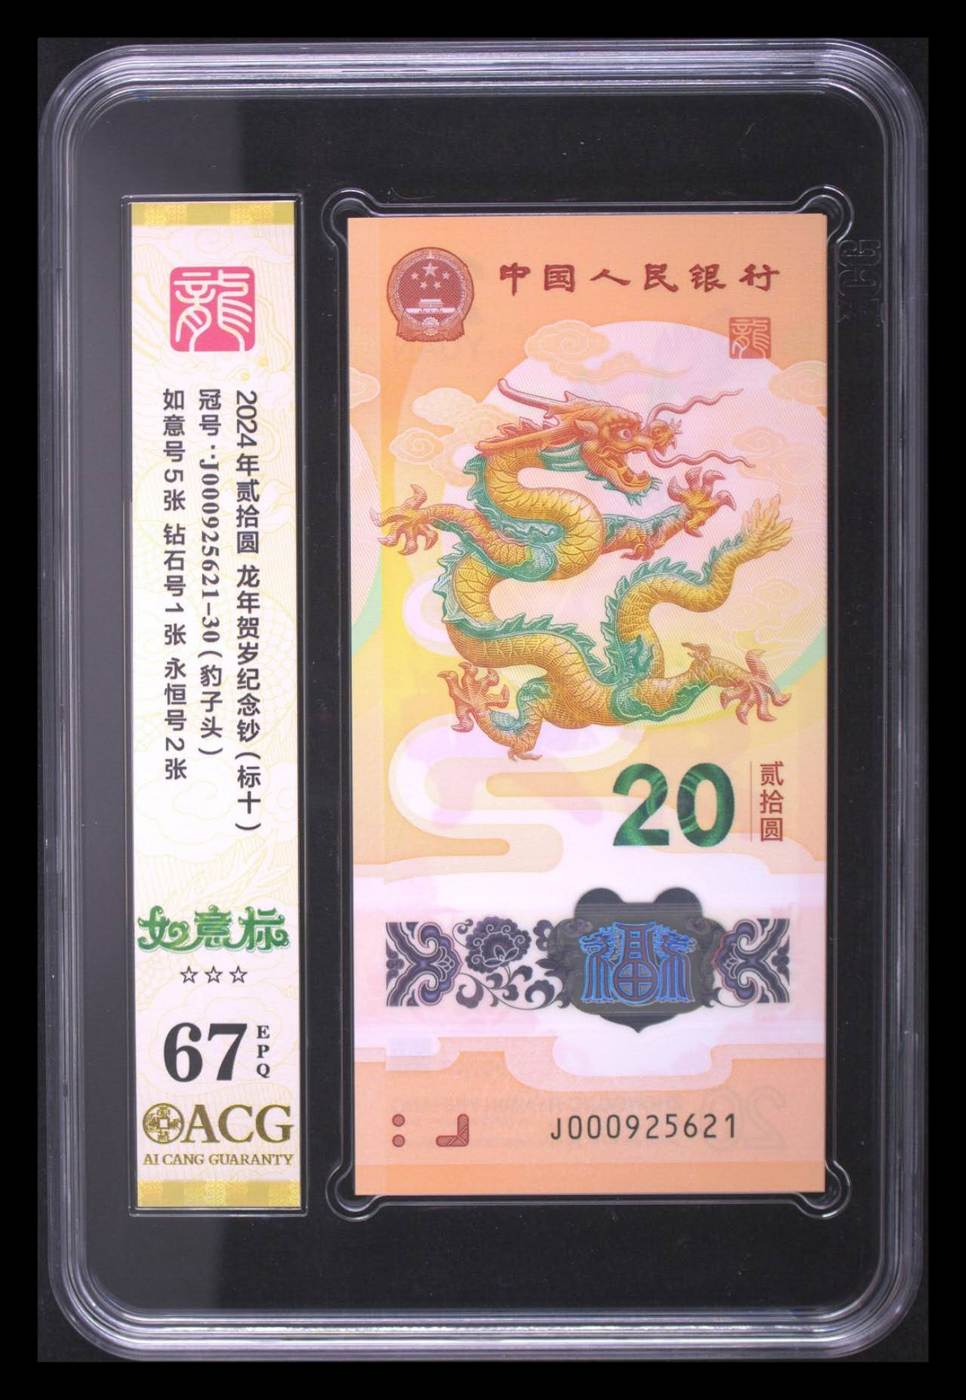 龍
2024年贰拾圆 龙年贺岁纪念钞(标十)
冠号:J000925621-30(豹子头)
如意号5张 钻石号1张 永恒号2张
如意标
☆☆☆
67 EPQ
ACG
AI CANG GUARANTY
中国人民银行
龍
20
贰拾圆
福
J000925621